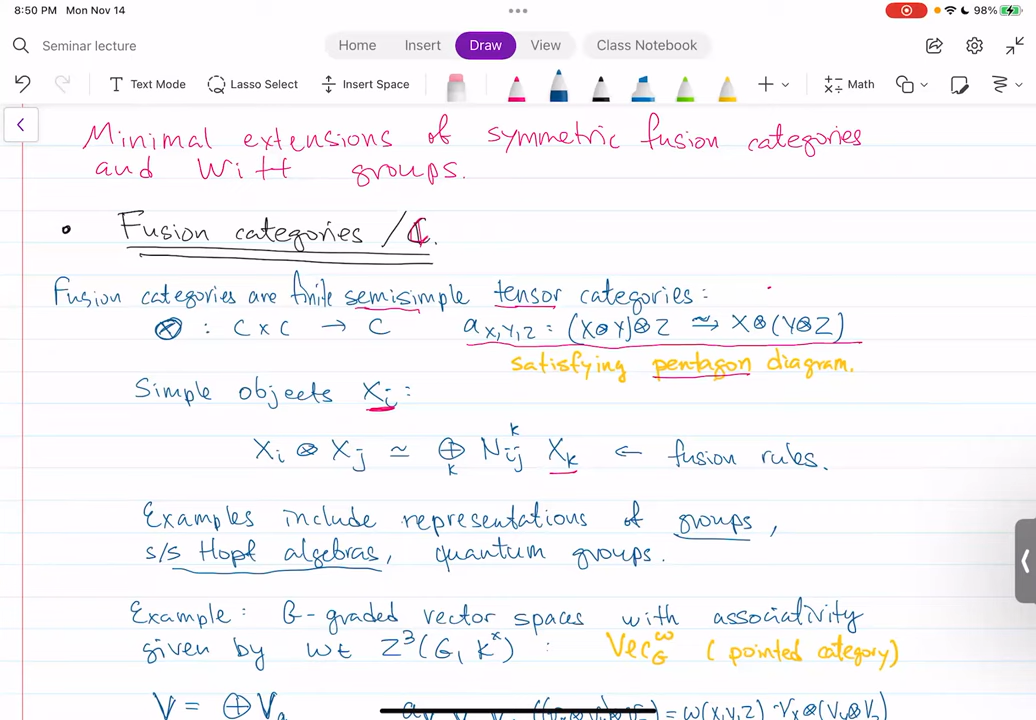 8:50 PM Mon Nov 14
98%
Seminar lecture
Home Insert Draw View Class Notebook
Text Mode Lasso Select Insert Space Math
Minimal extensions of symmetric fusion categories
and Witt groups.
• Fusion categories / ℂ.
Fusion categories are finite semisimple tensor categories:
⊗ : C × C → C a_{X,Y,Z} : (X⊗Y)⊗Z ≃ X⊗(Y⊗Z)
satisfying pentagon diagram.
Simple objects X_i :
X_i ⊗ X_j ≃ ⊕_k N_{ij}^k X_k ← fusion rules.
Examples include representations of groups,
s/s Hopf algebras, quantum groups.
Example: G-graded vector spaces with associativity
given by ω ∈ Z^3(G, k^×) : Vec_G^ω (pointed category)
V = ⊕ V_g = ω(x,y,z)